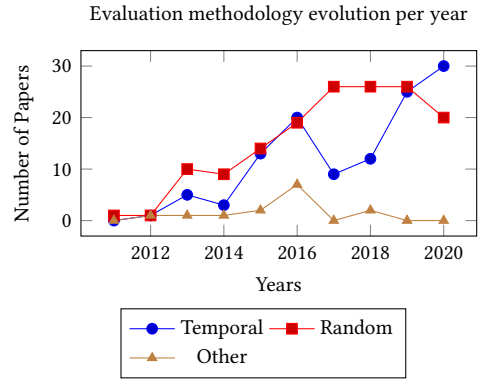 Evaluation methodology evolution per year
30
20
10
0
Number of Papers
2012 2014 2016 2018 2020
Years
Temporal Random
Other